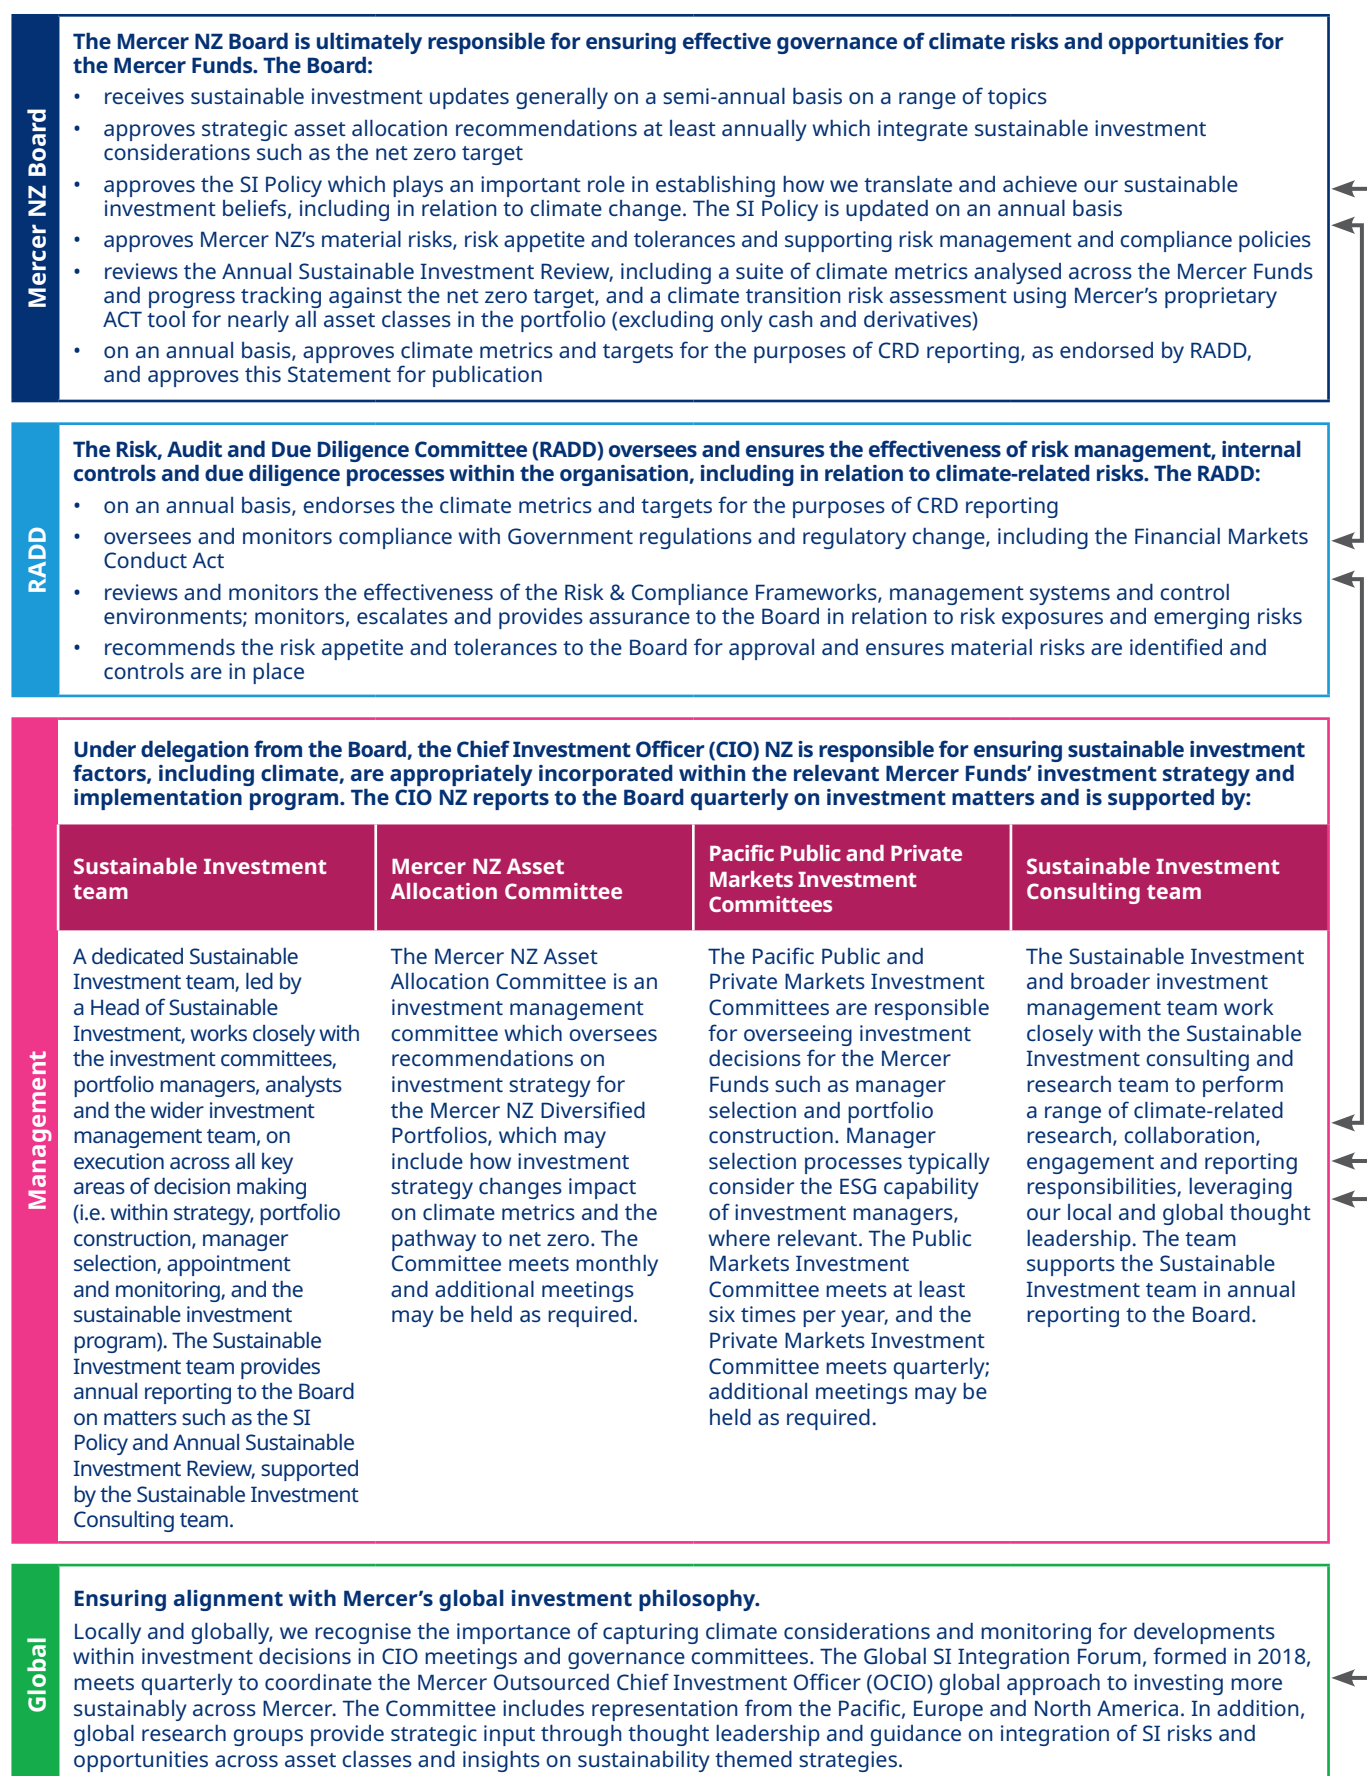 Mercer NZ Board
The Mercer NZ Board is ultimately responsible for ensuring effective governance of climate risks and opportunities for
the Mercer Funds. The Board:
• receives sustainable investment updates generally on a semi-annual basis on a range of topics
• approves strategic asset allocation recommendations at least annually which integrate sustainable investment
considerations such as the net zero target
• approves the SI Policy which plays an important role in establishing how we translate and achieve our sustainable
investment beliefs, including in relation to climate change. The SI Policy is updated on an annual basis
• approves Mercer NZ’s material risks, risk appetite and tolerances and supporting risk management and compliance policies
• reviews the Annual Sustainable Investment Review, including a suite of climate metrics analysed across the Mercer Funds
and progress tracking against the net zero target, and a climate transition risk assessment using Mercer’s proprietary
ACT tool for nearly all asset classes in the portfolio (excluding only cash and derivatives)
• on an annual basis, approves climate metrics and targets for the purposes of CRD reporting, as endorsed by RADD,
and approves this Statement for publication
RADD
The Risk, Audit and Due Diligence Committee (RADD) oversees and ensures the effectiveness of risk management, internal
controls and due diligence processes within the organisation, including in relation to climate-related risks. The RADD:
• on an annual basis, endorses the climate metrics and targets for the purposes of CRD reporting
• oversees and monitors compliance with Government regulations and regulatory change, including the Financial Markets
Conduct Act
• reviews and monitors the effectiveness of the Risk & Compliance Frameworks, management systems and control
environments; monitors, escalates and provides assurance to the Board in relation to risk exposures and emerging risks
• recommends the risk appetite and tolerances to the Board for approval and ensures material risks are identified and
controls are in place
Management
Under delegation from the Board, the Chief Investment Officer (CIO) NZ is responsible for ensuring sustainable investment
factors, including climate, are appropriately incorporated within the relevant Mercer Funds’ investment strategy and
implementation program. The CIO NZ reports to the Board quarterly on investment matters and is supported by:
Sustainable Investment
team
A dedicated Sustainable
Investment team, led by
a Head of Sustainable
Investment, works closely with
the investment committees,
portfolio managers, analysts
and the wider investment
management team, on
execution across all key
areas of decision making
(i.e. within strategy, portfolio
construction, manager
selection, appointment
and monitoring, and the
sustainable investment
program). The Sustainable
Investment team provides
annual reporting to the Board
on matters such as the SI
Policy and Annual Sustainable
Investment Review, supported
by the Sustainable Investment
Consulting team.
Mercer NZ Asset
Allocation Committee
The Mercer NZ Asset
Allocation Committee is an
investment management
committee which oversees
recommendations on
investment strategy for
the Mercer NZ Diversified
Portfolios, which may
include how investment
strategy changes impact
on climate metrics and the
pathway to net zero. The
Committee meets monthly
and additional meetings
may be held as required.
Pacific Public and Private
Markets Investment
Committees
The Pacific Public and
Private Markets Investment
Committees are responsible
for overseeing investment
decisions for the Mercer
Funds such as manager
selection and portfolio
construction. Manager
selection processes typically
consider the ESG capability
of investment managers,
where relevant. The Public
Markets Investment
Committee meets at least
six times per year, and the
Private Markets Investment
Committee meets quarterly;
additional meetings may be
held as required.
Sustainable Investment
Consulting team
The Sustainable Investment
and broader investment
management team work
closely with the Sustainable
Investment consulting and
research team to perform
a range of climate-related
research, collaboration,
engagement and reporting
responsibilities, leveraging
our local and global thought
leadership. The team
supports the Sustainable
Investment team in annual
reporting to the Board.
Global
Ensuring alignment with Mercer’s global investment philosophy.
Locally and globally, we recognise the importance of capturing climate considerations and monitoring for developments
within investment decisions in CIO meetings and governance committees. The Global SI Integration Forum, formed in 2018,
meets quarterly to coordinate the Mercer Outsourced Chief Investment Officer (OCIO) global approach to investing more
sustainably across Mercer. The Committee includes representation from the Pacific, Europe and North America. In addition,
global research groups provide strategic input through thought leadership and guidance on integration of SI risks and
opportunities across asset classes and insights on sustainability themed strategies.